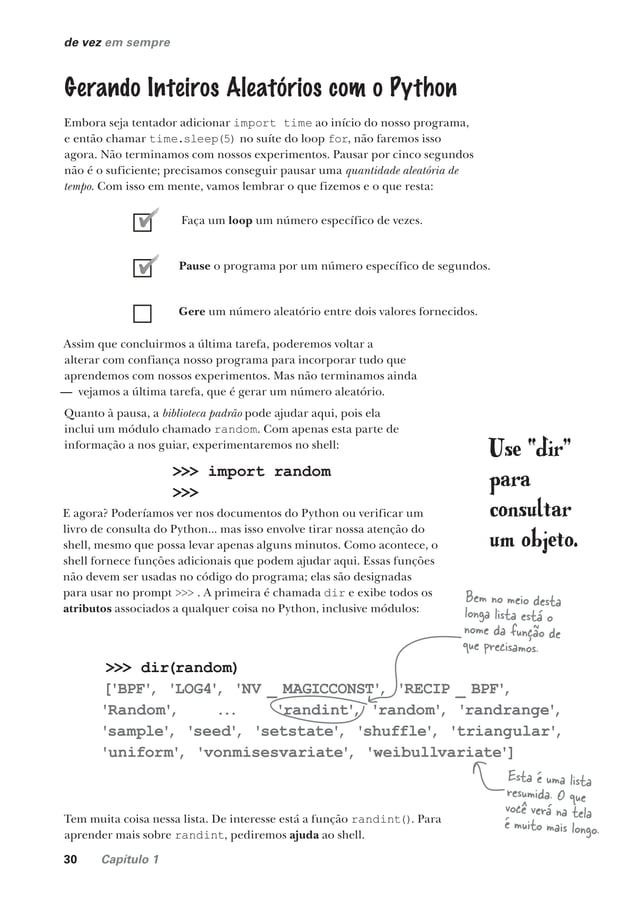 de vez em sempre
Gerando Inteiros Aleatórios com o Python
Embora seja tentador adicionar import time ao início do nosso programa,
e então chamar time.sleep(5) no suíte do loop for, não faremos isso
agora. Não terminamos com nossos experimentos. Pausar por cinco segundos
não é o suficiente; precisamos conseguir pausar uma quantidade aleatória de
tempo. Com isso em mente, vamos lembrar o que fizemos e o que resta:
Faça um loop um número específico de vezes.
Pause o programa por um número específico de segundos.
Gere um número aleatório entre dois valores fornecidos.
Assim que concluirmos a última tarefa, poderemos voltar a
alterar com confiança nosso programa para incorporar tudo que
aprendemos com nossos experimentos. Mas não terminamos ainda
— vejamos a última tarefa, que é gerar um número aleatório.
Quanto à pausa, a biblioteca padrão pode ajudar aqui, pois ela
inclui um módulo chamado random. Com apenas esta parte de
informação a nos guiar, experimentaremos no shell:
>>> import random
>>>
E agora? Poderíamos ver nos documentos do Python ou verificar um
livro de consulta do Python... mas isso envolve tirar nossa atenção do
shell, mesmo que possa levar apenas alguns minutos. Como acontece, o
shell fornece funções adicionais que podem ajudar aqui. Essas funções
não devem ser usadas no código do programa; elas são designadas
para usar no prompt >>> . A primeira é chamada dir e exibe todos os
atributos associados a qualquer coisa no Python, inclusive módulos:
Use "dir"
para
consultar
um objeto.
Bem no meio desta
longa lista está o
nome da função de
que precisamos.
>>> dir(random)
['BPF', 'LOG4', 'NV _ MAGICCONST', 'RECIP _ BPF',
'Random', ... 'randint', 'random', 'randrange',
'sample', 'seed', 'setstate', 'shuffle', 'triangular',
'uniform', 'vonmisesvariate', 'weibullvariate']
Esta é uma lista
resumida. O que
você verá na tela
é muito mais longo.
Tem muita coisa nessa lista. De interesse está a função randint(). Para
aprender mais sobre randint, pediremos ajuda ao shell.
30 Capítulo 1